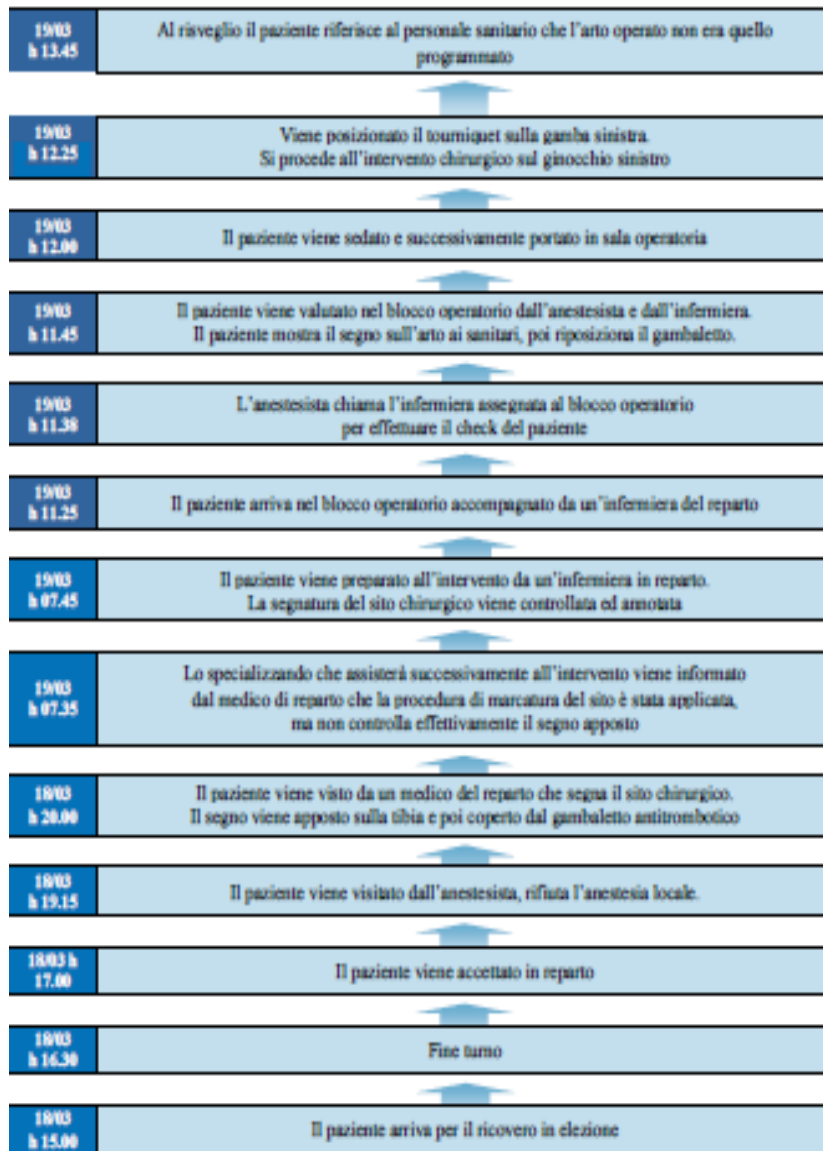 19/03
h 13.45
Al risveglio il paziente riferisce al personale sanitario che l'arto operato non era quello
programmato
19/03
h 12.25
Viene posizionato il tourniquet sulla gamba sinistra.
Si procede all'intervento chirurgico sul ginocchio sinistro
19/03
h 12.00
Il paziente viene sedato e successivamente portato in sala operatoria
19/03
h 11.45
Il paziente viene valutato nel blocco operatorio dall'anestesista e dall'infermiera.
Il paziente mostra il segno sull'arto ai sanitari, poi riposiziona il gambaletto.
19/03
h 11.38
L'anestesista chiama l'infermiera assegnata al blocco operatorio
per effettuare il check del paziente
19/03
h 11.25
Il paziente arriva nel blocco operatorio accompagnato da un'infermiera del reparto
19/03
h 07.45
Il paziente viene preparato all'intervento da un'infermiera in reparto.
La segnatura del sito chirurgico viene controllata ed annotata
19/03
h 07.35
Lo specializzando che assisterà successivamente all'intervento viene informato
dal medico di reparto che la procedura di marcatura del sito è stata applicata,
ma non controlla effettivamente il segno apposto
18/03
h 20.00
Il paziente viene visto da un medico del reparto che segna il sito chirurgico.
Il segno viene apposto sulla tibia e poi coperto dal gambaletto antitrombotico
18/03
h 19.15
Il paziente viene visitato dall'anestesista, rifiuta l'anestesia locale.
18/03 h
17.00
Il paziente viene accettato in reparto
18/03
h 16.30
Fine turno
18/03
h 15.00
Il paziente arriva per il ricovero in elezione